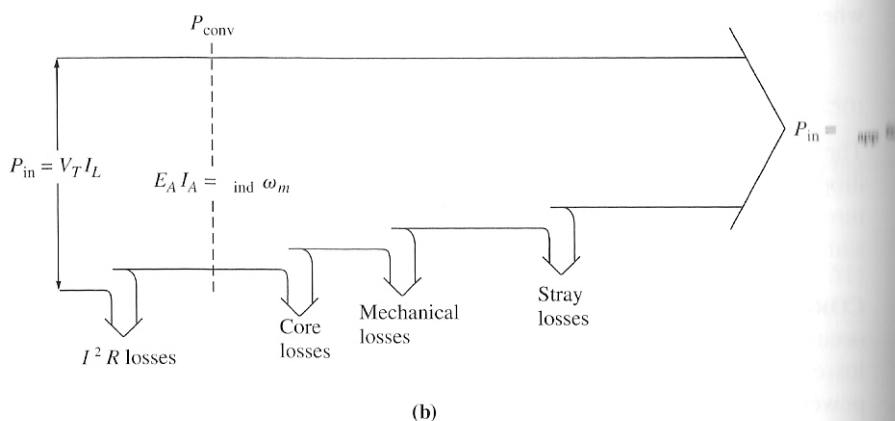 P_conv
P_in = V_T I_L
E_A I_A = ind ω_m
P_in =
I² R losses
Core
losses
Mechanical
losses
Stray
losses
(b)